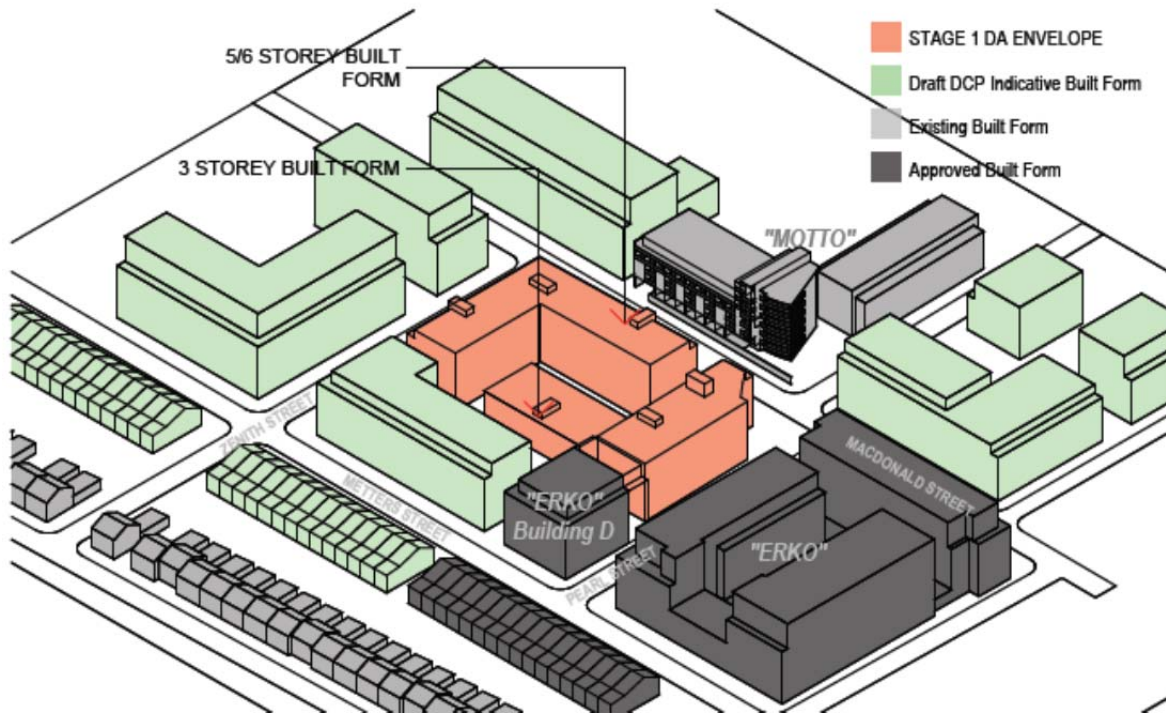 5/6 STOREY BUILT
FORM
3 STOREY BUILT FORM
STAGE 1 DA ENVELOPE
Draft DCP Indicative Built Form
Existing Built Form
Approved Built Form
"MOTTO"
ZENITH STREET
METTERS STREET
"ERKO"
Building D
PEARL STREET
"ERKO"
MACDONALD STREET